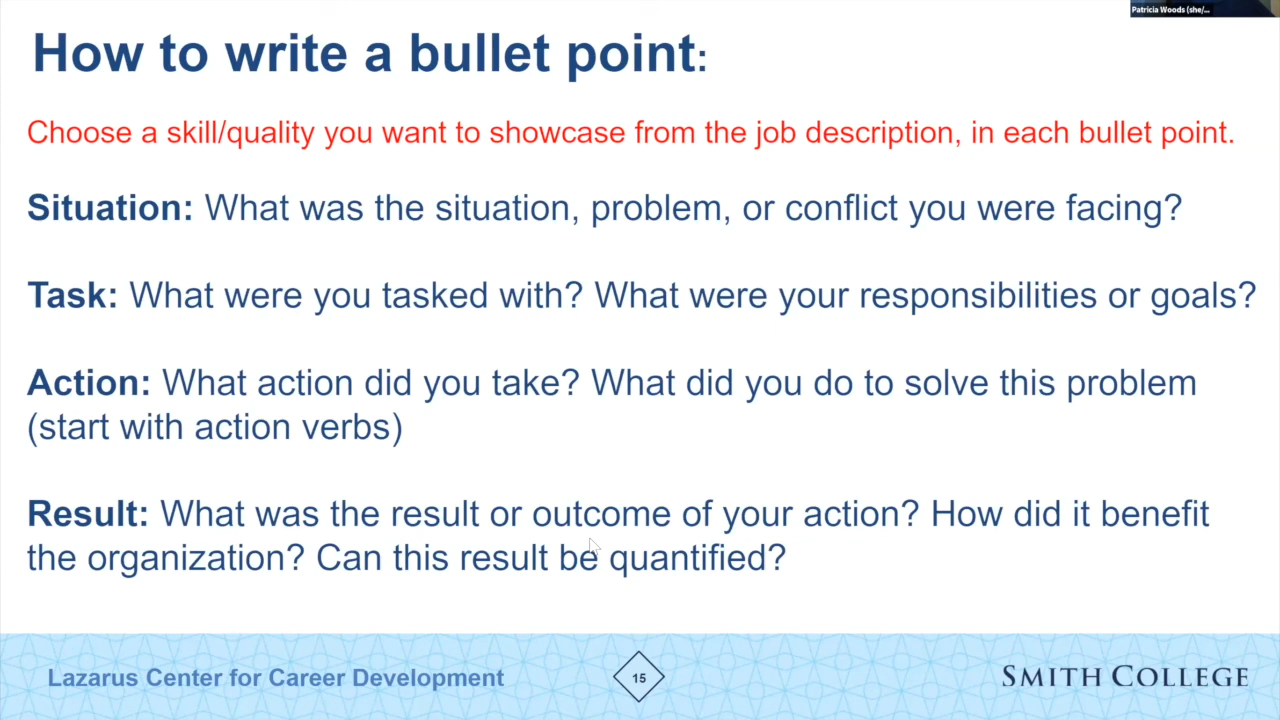 Patricia Woods (she/...
How to write a bullet point:
Choose a skill/quality you want to showcase from the job description, in each bullet point.
Situation: What was the situation, problem, or conflict you were facing?
Task: What were you tasked with? What were your responsibilities or goals?
Action: What action did you take? What did you do to solve this problem
(start with action verbs)
Result: What was the result or outcome of your action? How did it benefit
the organization? Can this result be quantified?
Lazarus Center for Career Development
15
SMITH COLLEGE